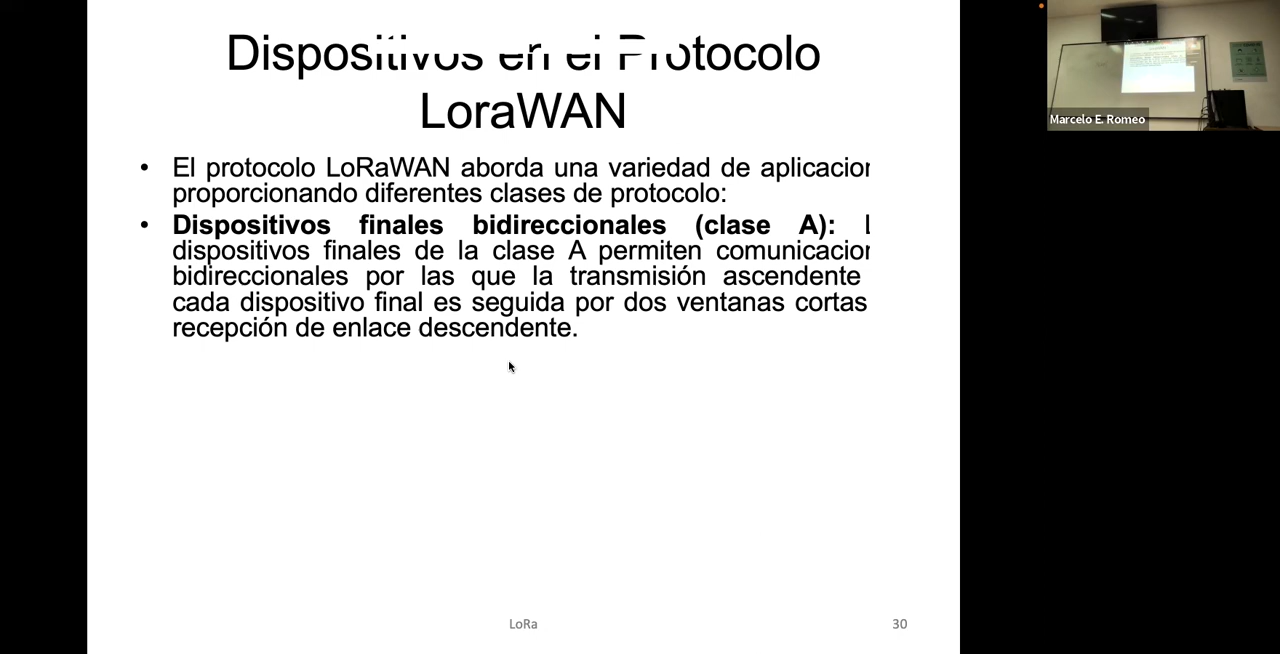 Dispositivos en el Protocolo
LoraWAN
• El protocolo LoRaWAN aborda una variedad de aplicacion
proporcionando diferentes clases de protocolo:
• Dispositivos finales bidireccionales (clase A): L
dispositivos finales de la clase A permiten comunicacion
bidireccionales por las que la transmisión ascendente
cada dispositivo final es seguida por dos ventanas cortas
recepción de enlace descendente.
LoRa
30
Marcelo E. Romeo